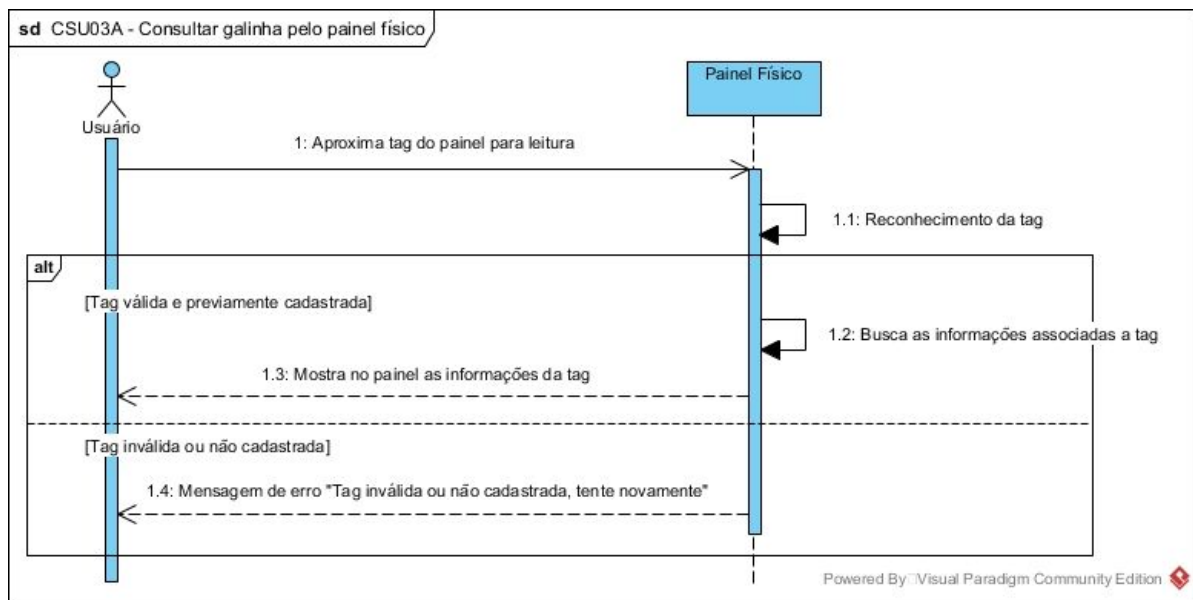 sd CSU03A - Consultar galinha pelo painel físico
Usuário
Painel Físico
1: Aproxima tag do painel para leitura
1.1: Reconhecimento da tag
alt
[Tag válida e previamente cadastrada]
1.2: Busca as informações associadas a tag
1.3: Mostra no painel as informações da tag
[Tag inválida ou não cadastrada]
1.4: Mensagem de erro "Tag inválida ou não cadastrada, tente novamente"
Powered By Visual Paradigm Community Edition